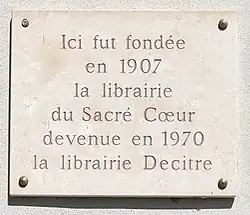 Ici fut fondée
en 1907
la librairie
du Sacré Cœur
devenue en 1970
la librairie Decitre